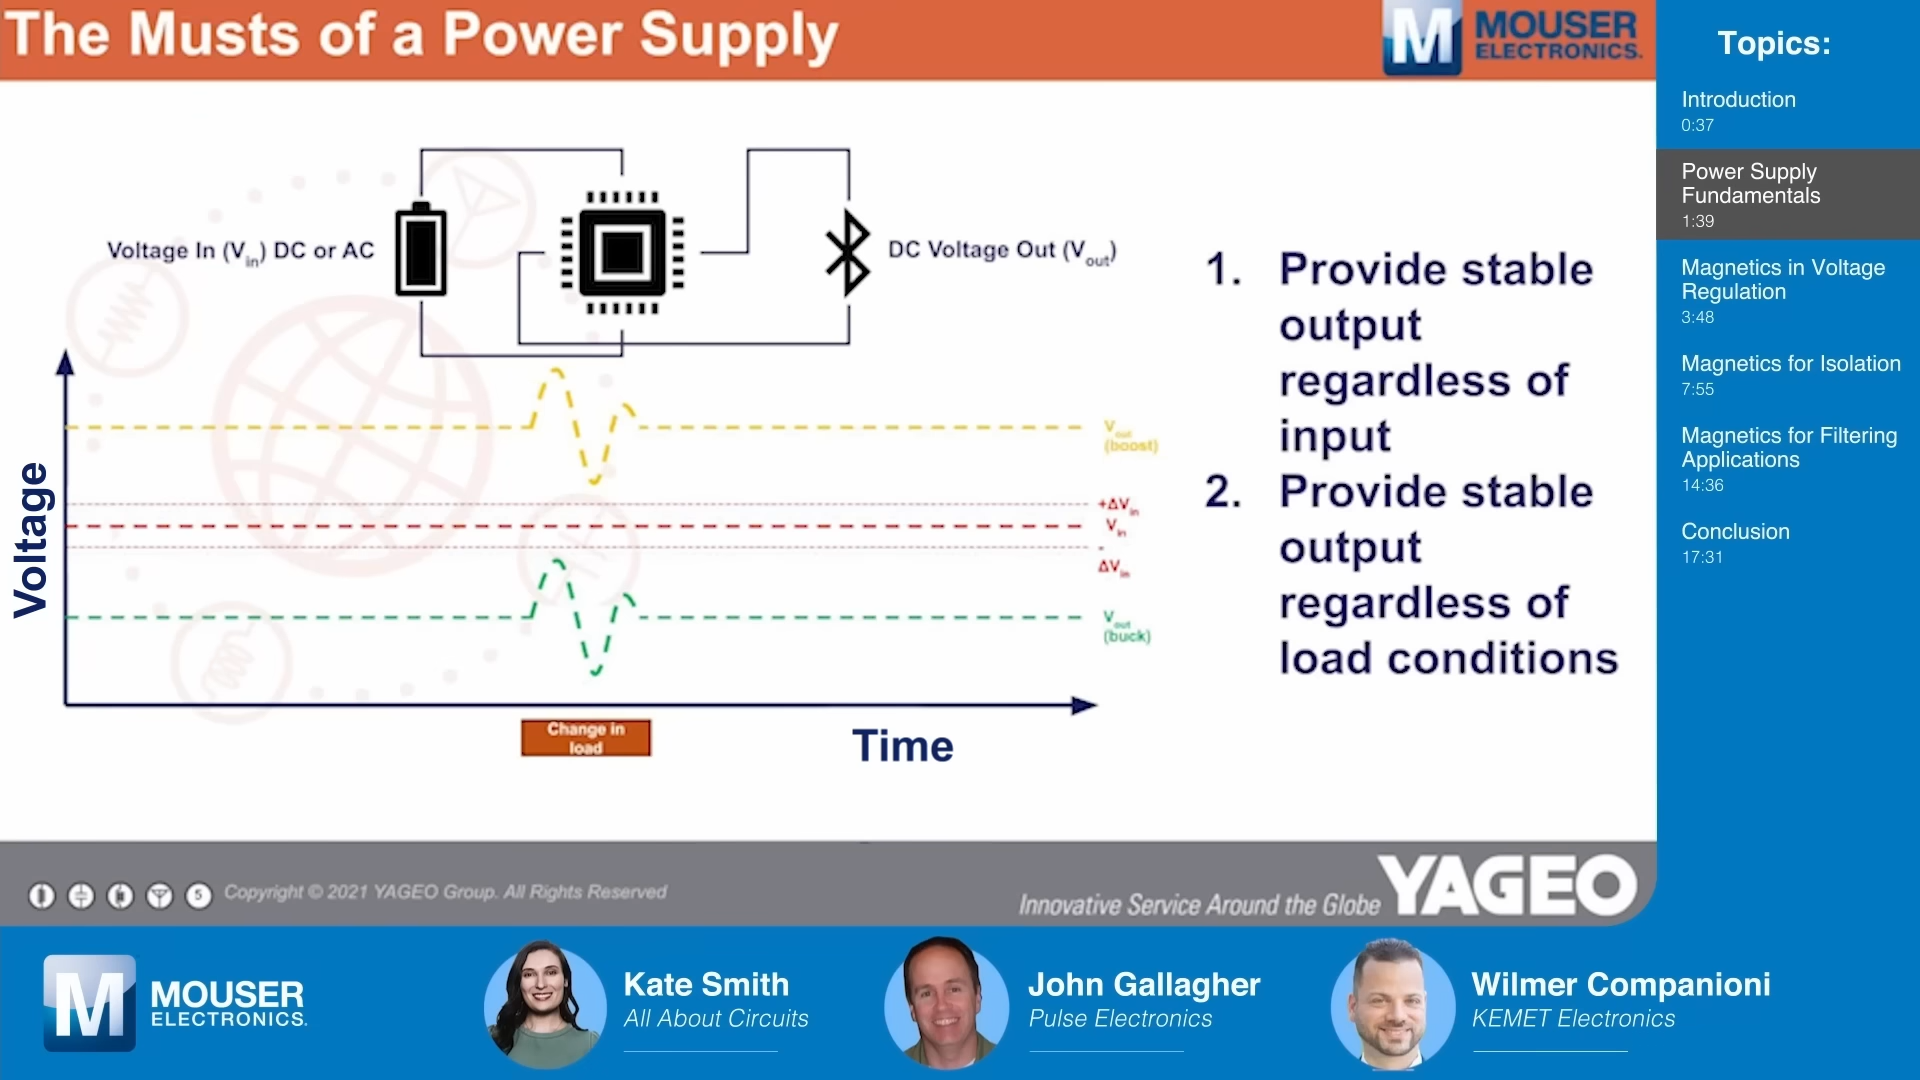 The Musts of a Power Supply
M MOUSER
ELECTRONICS.
Voltage In (Vin) DC or AC
DC Voltage Out (Vout)
Voltage
Vout
(boost)
+ΔVin
Vin
-
ΔVin
Vout
(buck)
Change in
load
Time
1. Provide stable
output
regardless of
input
2. Provide stable
output
regardless of
load conditions
5
Copyright © 2021 YAGEO Group. All Rights Reserved
Innovative Service Around the Globe
YAGEO
Topics:
Introduction
0:37
Power Supply
Fundamentals
1:39
Magnetics in Voltage
Regulation
3:48
Magnetics for Isolation
7:55
Magnetics for Filtering
Applications
14:36
Conclusion
17:31
M MOUSER
ELECTRONICS.
Kate Smith
All About Circuits
John Gallagher
Pulse Electronics
Wilmer Companioni
KEMET Electronics